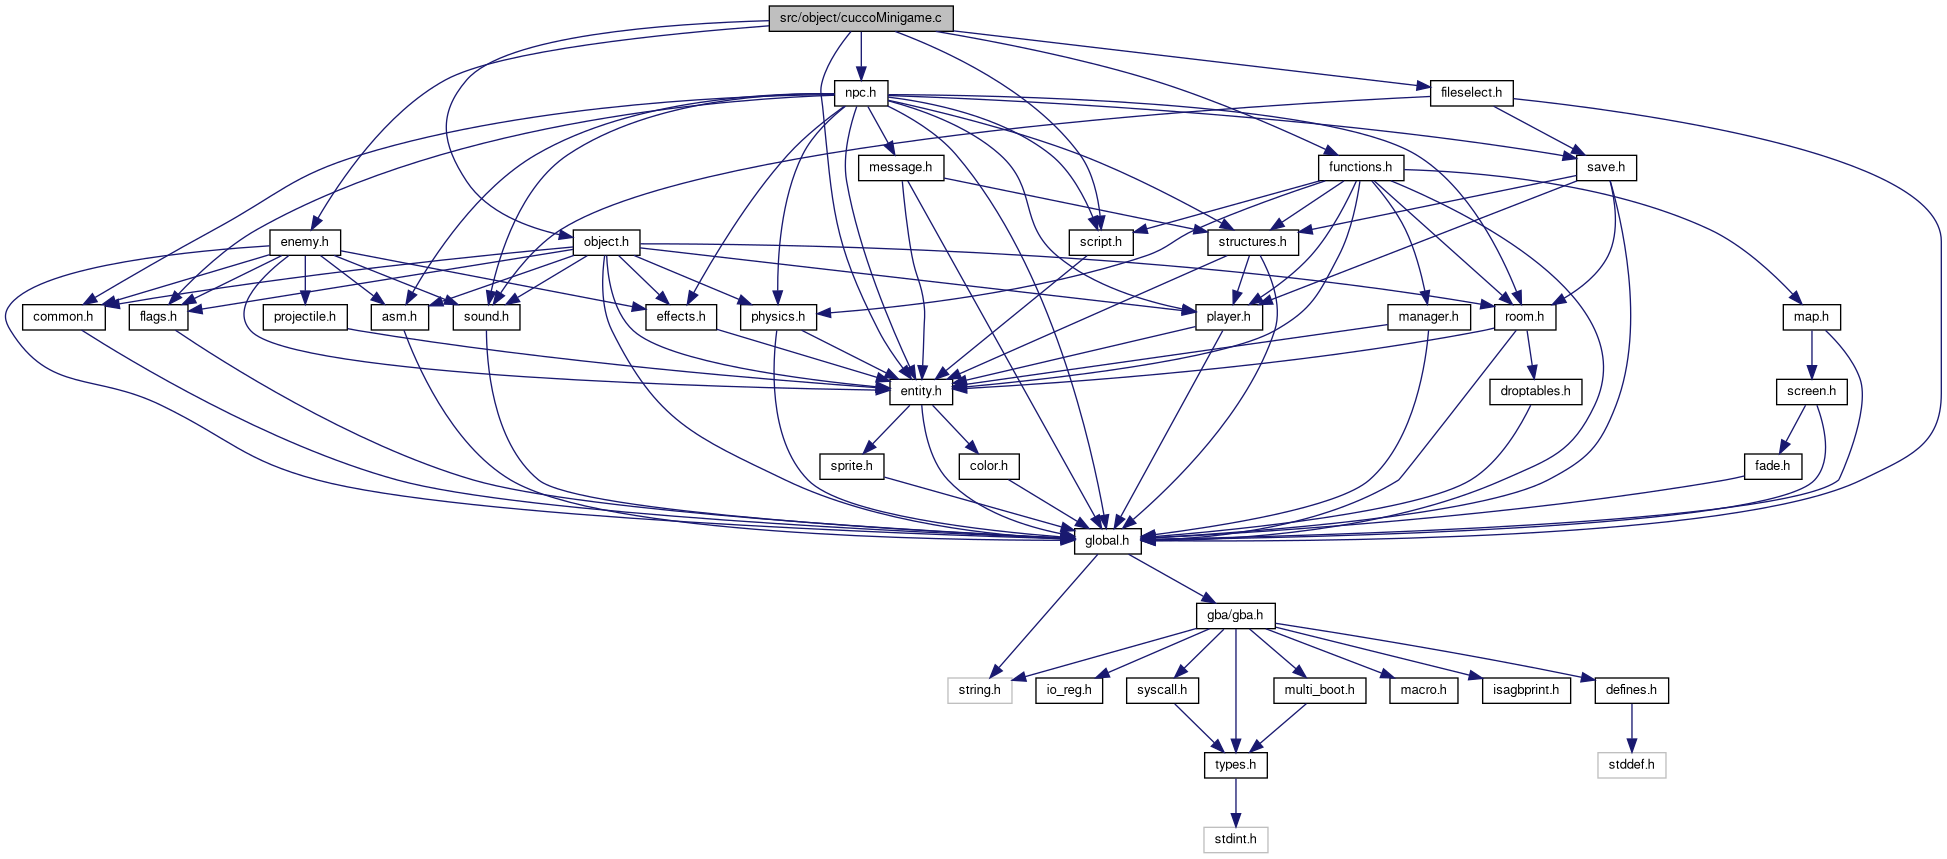 src/object/cuccoMinigame.c
npc.h
fileselect.h
message.h
functions.h
save.h
enemy.h
object.h
script.h
structures.h
common.h
flags.h
projectile.h
asm.h
sound.h
effects.h
physics.h
player.h
manager.h
room.h
map.h
entity.h
droptables.h
screen.h
sprite.h
color.h
fade.h
global.h
gba/gba.h
string.h
io_reg.h
syscall.h
multi_boot.h
macro.h
isagbprint.h
defines.h
types.h
stddef.h
stdint.h